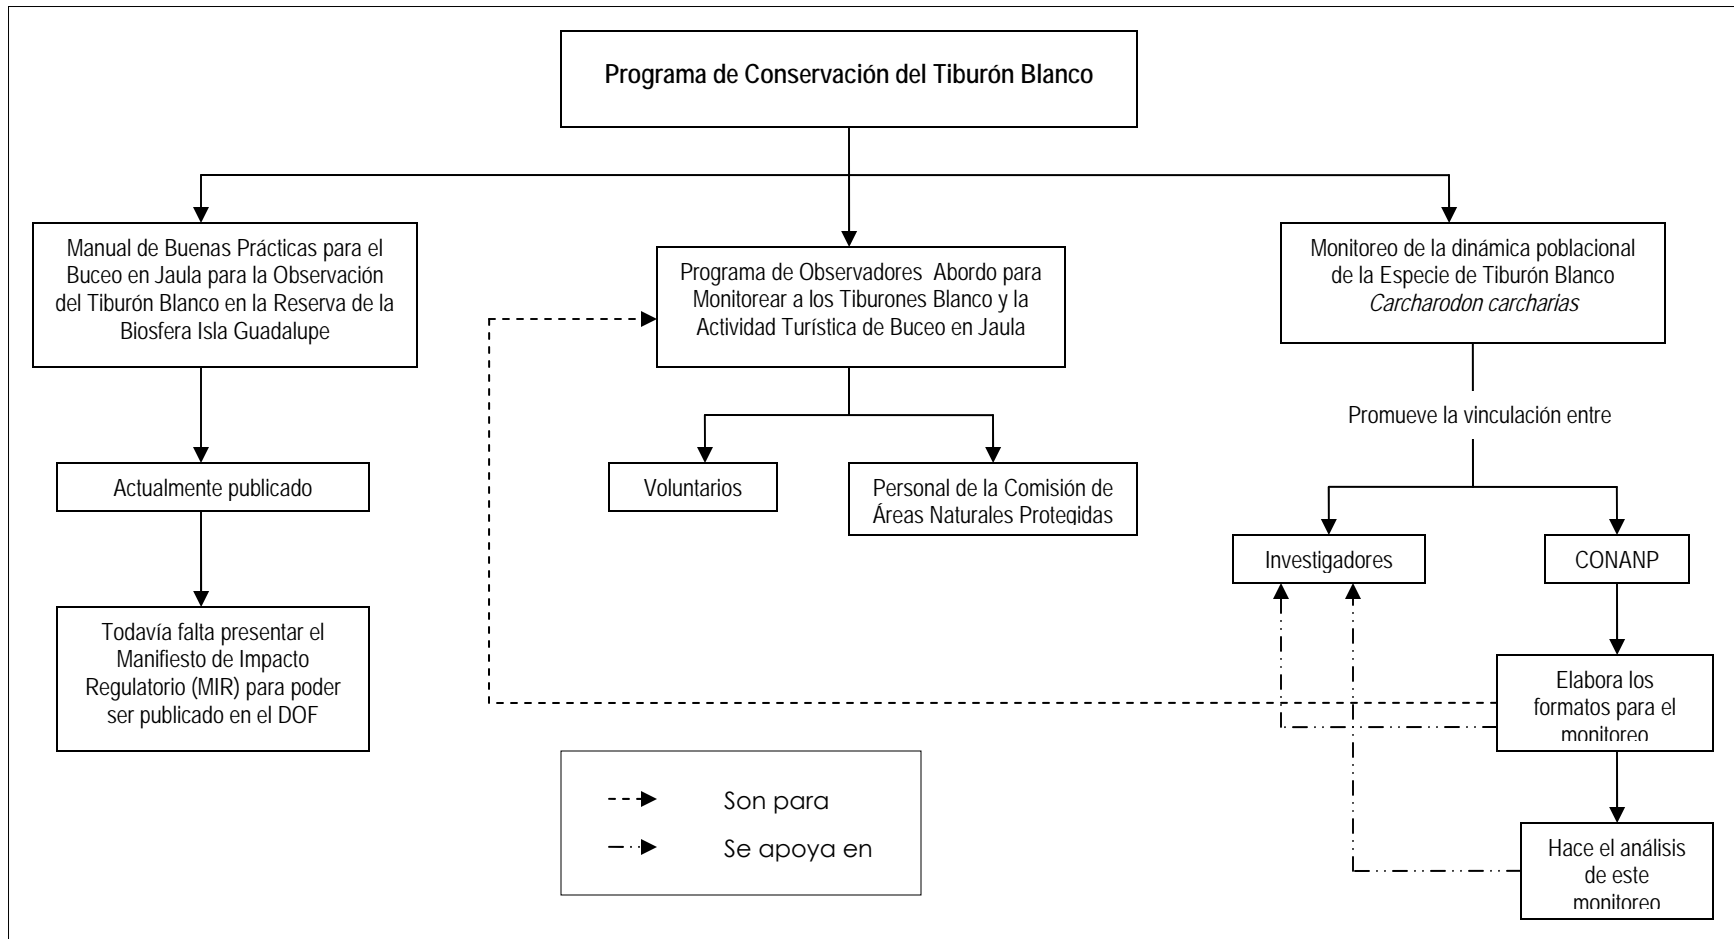 Programa de Conservación del Tiburón Blanco
Manual de Buenas Prácticas para el
Buceo en Jaula para la Observación
del Tiburón Blanco en la Reserva de la
Biosfera Isla Guadalupe
Programa de Observadores Abordo para
Monitorear a los Tiburones Blanco y la
Actividad Turística de Buceo en Jaula
Monitoreo de la dinámica poblacional
de la Especie de Tiburón Blanco
Carcharodon carcharias
Promueve la vinculación entre
Actualmente publicado
Voluntarios
Personal de la Comisión de
Áreas Naturales Protegidas
Investigadores
CONANP
Todavía falta presentar el
Manifiesto de Impacto
Regulatorio (MIR) para poder
ser publicado en el DOF
Elabora los
formatos para el
monitoreo
Son para
Se apoya en
Hace el análisis
de este
monitoreo